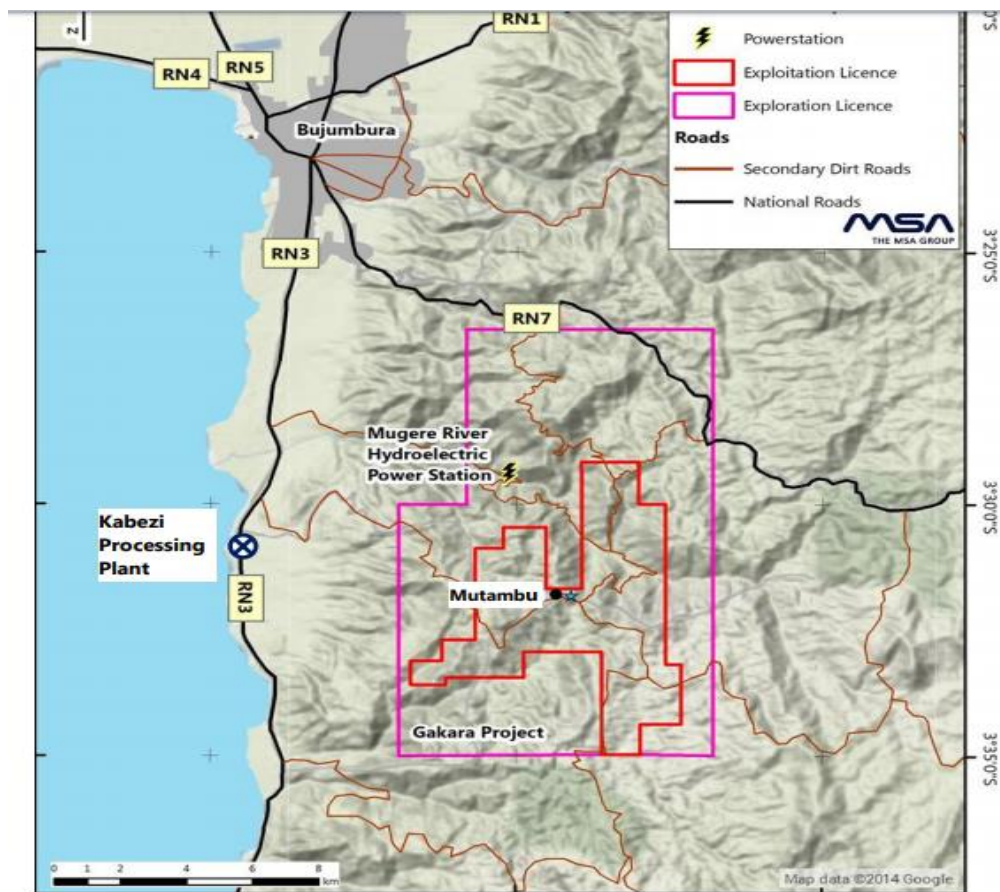 RN1
RN4
RN5
Bujumbura
RN3
RN7
Z
Powerstation
Exploitation Licence
Exploration Licence
Roads
Secondary Dirt Roads
National Roads
MSA
THE MSA GROUP
3°25'0"S
Mugere River
Hydroelectric
Power Station
3°30'0"S
Kabezi
Processing
Plant
RN3
Mutambu
Gakara Project
3°35'0"S
0 2 4 6 8
km
Map data ©2014 Google